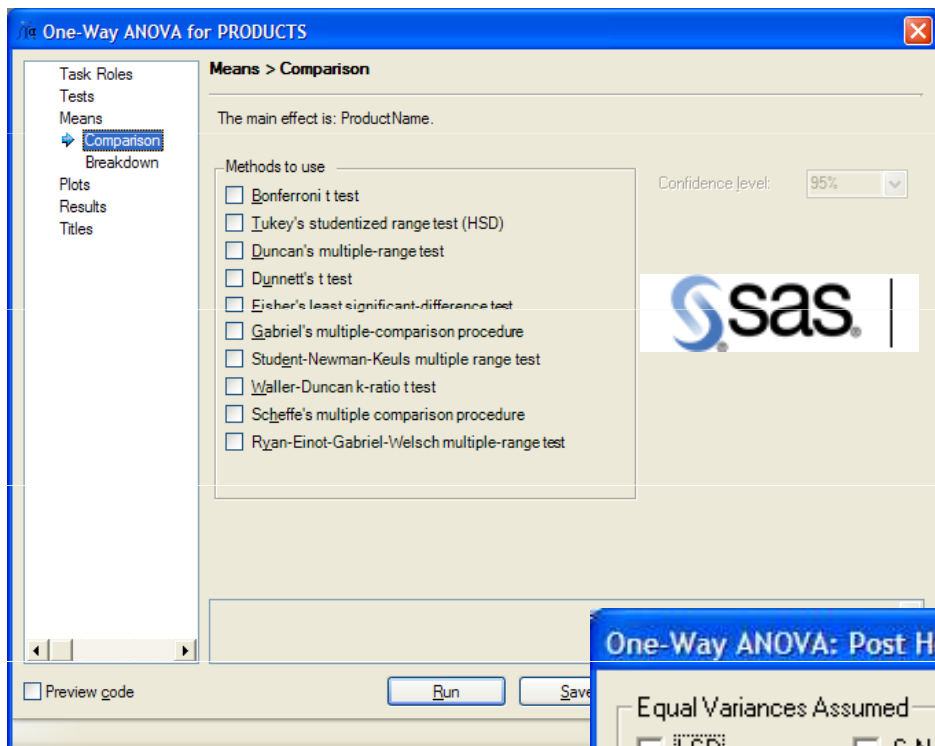 One-Way ANOVA for PRODUCTS
Task Roles
Tests
Means
Comparison
Breakdown
Plots
Results
Titles
Means > Comparison
The main effect is: ProductName.
Methods to use
Bonferroni t test
Tukey's studentized range test (HSD)
Duncan's multiple-range test
Dunnett's t test
Fisher's least significant-difference test
Gabriel's multiple-comparison procedure
Student-Newman-Keuls multiple range test
Waller-Duncan k-ratio t test
Scheffe's multiple comparison procedure
Ryan-Einot-Gabriel-Welsch multiple-range test
Confidence level: 95%
sas®
Preview code
Run
Save
One-Way ANOVA: Post H
Equal Variances Assumed
LSD